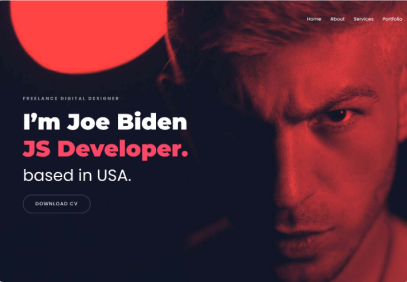 Home About Services Portfolio
FREELANCE DIGITAL DESIGNER
I'm Joe Biden
JS Developer.
based in USA.
DOWNLOAD CV